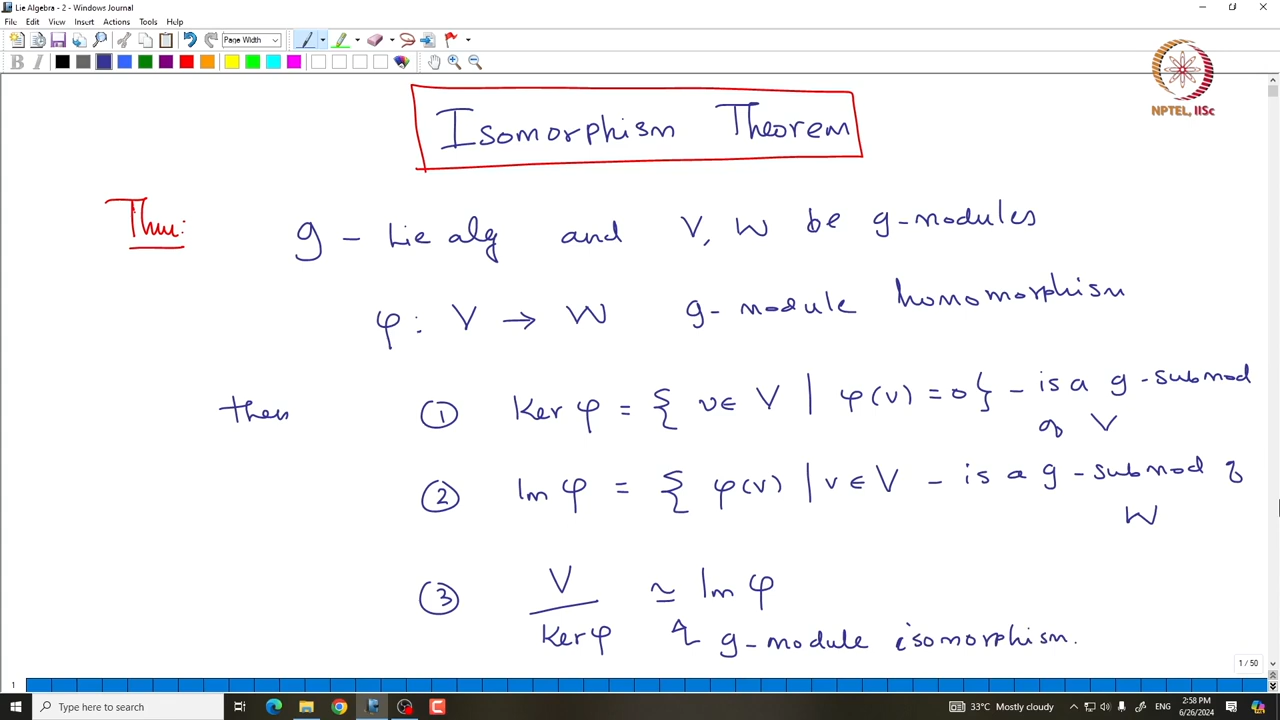 Lie Algebra - 2 - Windows Journal
File Edit View Insert Actions Tools Help
Page Width
B I
NPTEL, IISc
Isomorphism Theorem
Thm: g - Lie alg and V, W be g-modules
φ: V → W g-module homomorphism
then ① Ker φ = { v ∈ V | φ(v) = 0 } - is a g-submod
of V
② Im φ = { φ(v) | v ∈ V - is a g-submod of
W
③ V / Ker φ ≃ Im φ
↰ g-module isomorphism.
1 / 50
1
Type here to search
33°C Mostly cloudy
2:58 PM
6/26/2024